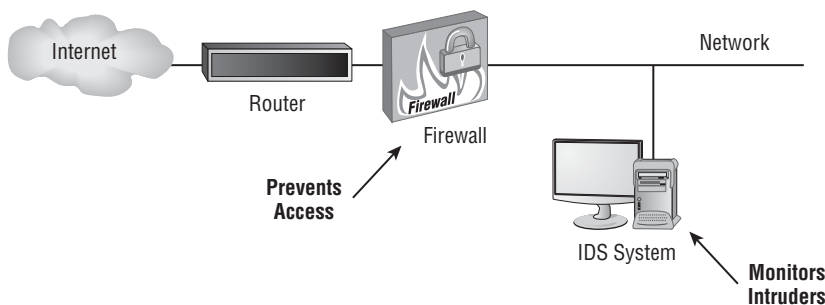 Internet
Router
Firewall
Firewall
Network
Prevents
Access
IDS System
Monitors
Intruders